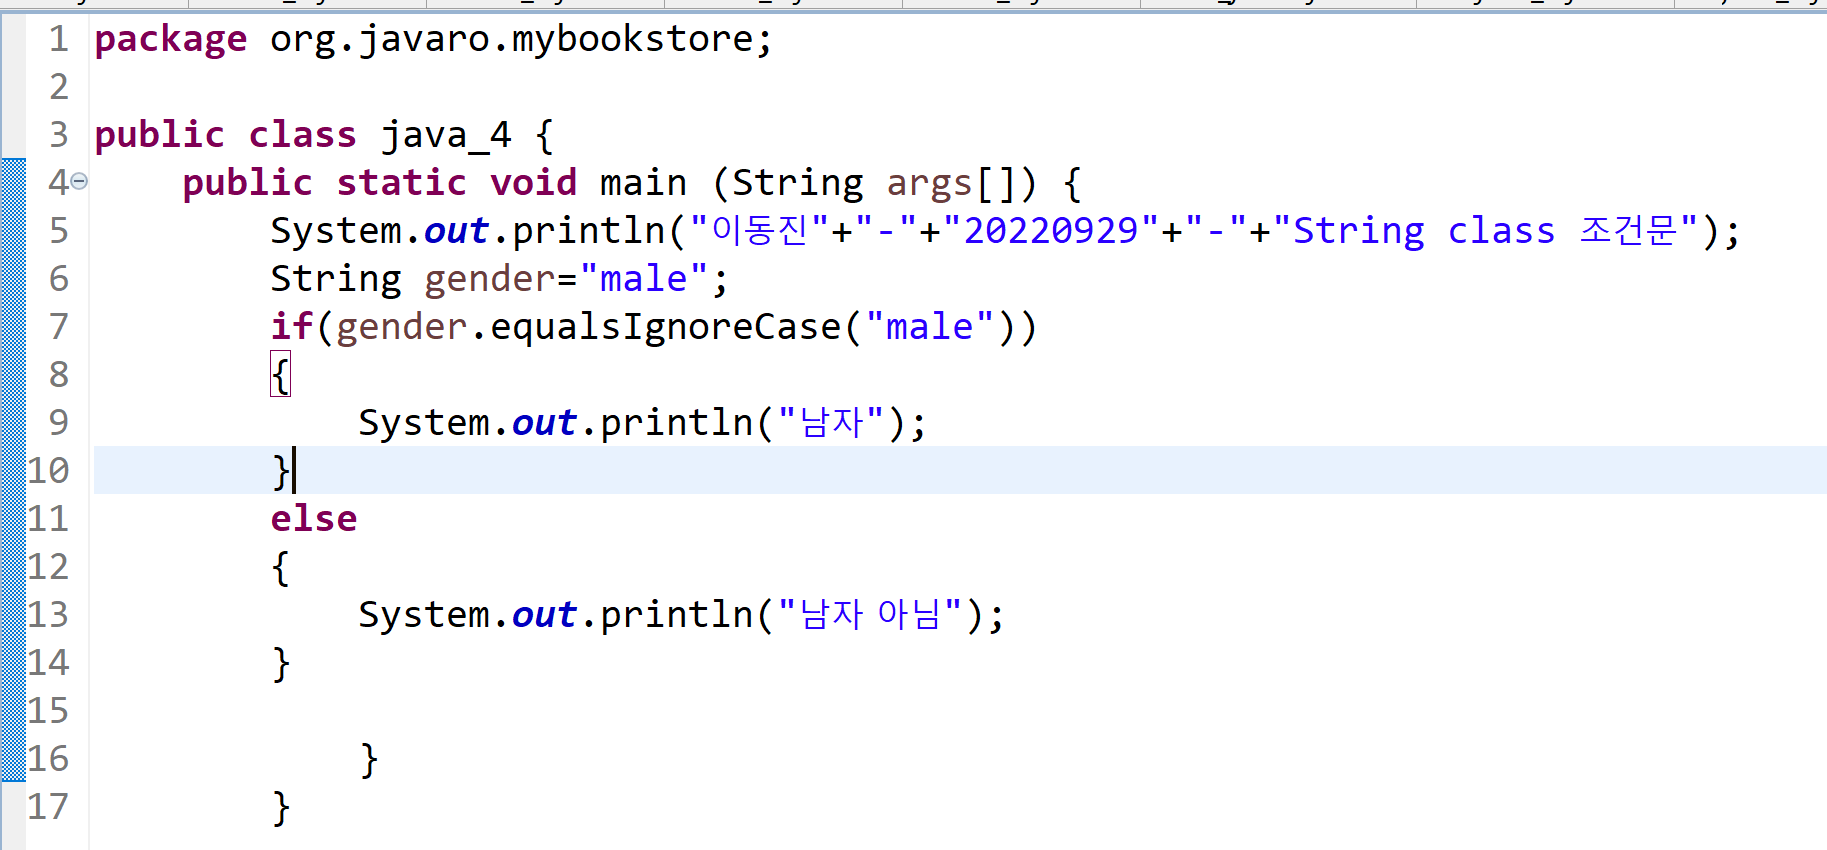 1 package org.javaro.mybookstore;
2
3 public class java_4 {
4 public static void main (String args[]) {
5 System.out.println("이동진"+"-"+"20220929"+"-"+"String class 조건문");
6 String gender="male";
7 if(gender.equalsIgnoreCase("male"))
8 {
9 System.out.println("남자");
10 }
11 else
12 {
13 System.out.println("남자 아님");
14 }
15
16 }
17 }